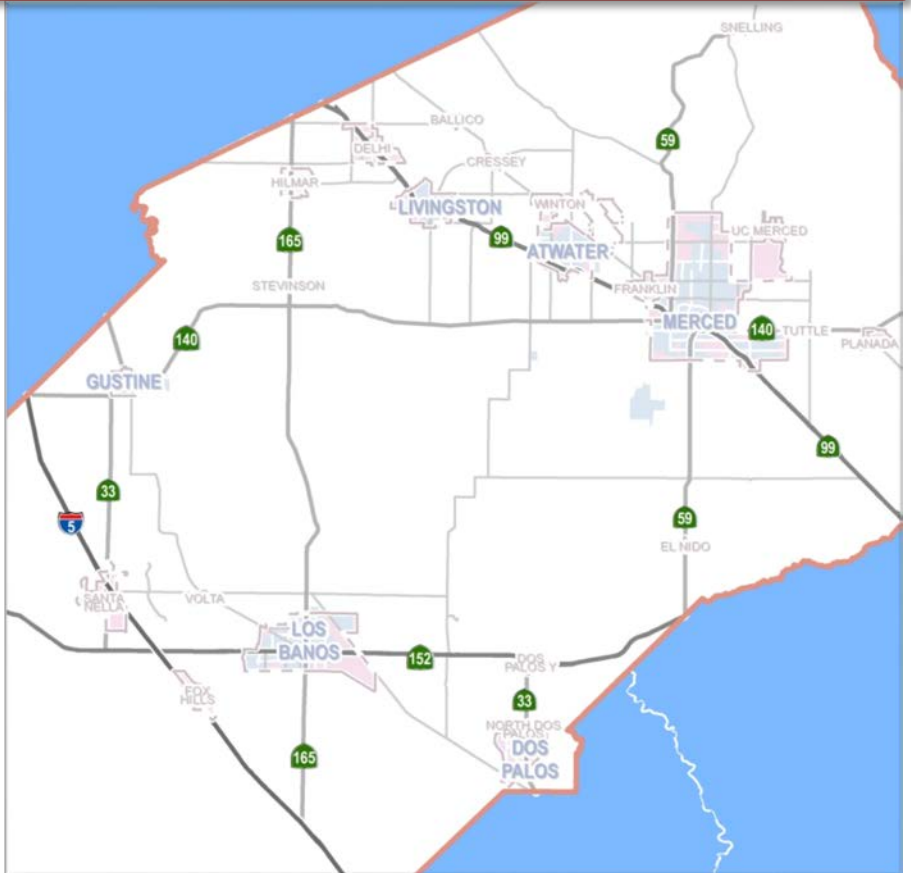 SNELLING
BALLICO
59
DELHI
CRESSEY
HILMAR
LIVINGSTON
WINTON
UC MERCED
165
99
ATWATER
STEVINSON
FRANKLIN
MERCED
140
TUTTLE
140
PLANADA
GUSTINE
99
33
5
59
EL NIDO
SANTA
NELLA
VOLTA
LOS
BANOS
152
DOS
PALOS Y
FOX
HILLS
33
NORTH DOS
PALOS
DOS
PALOS
165